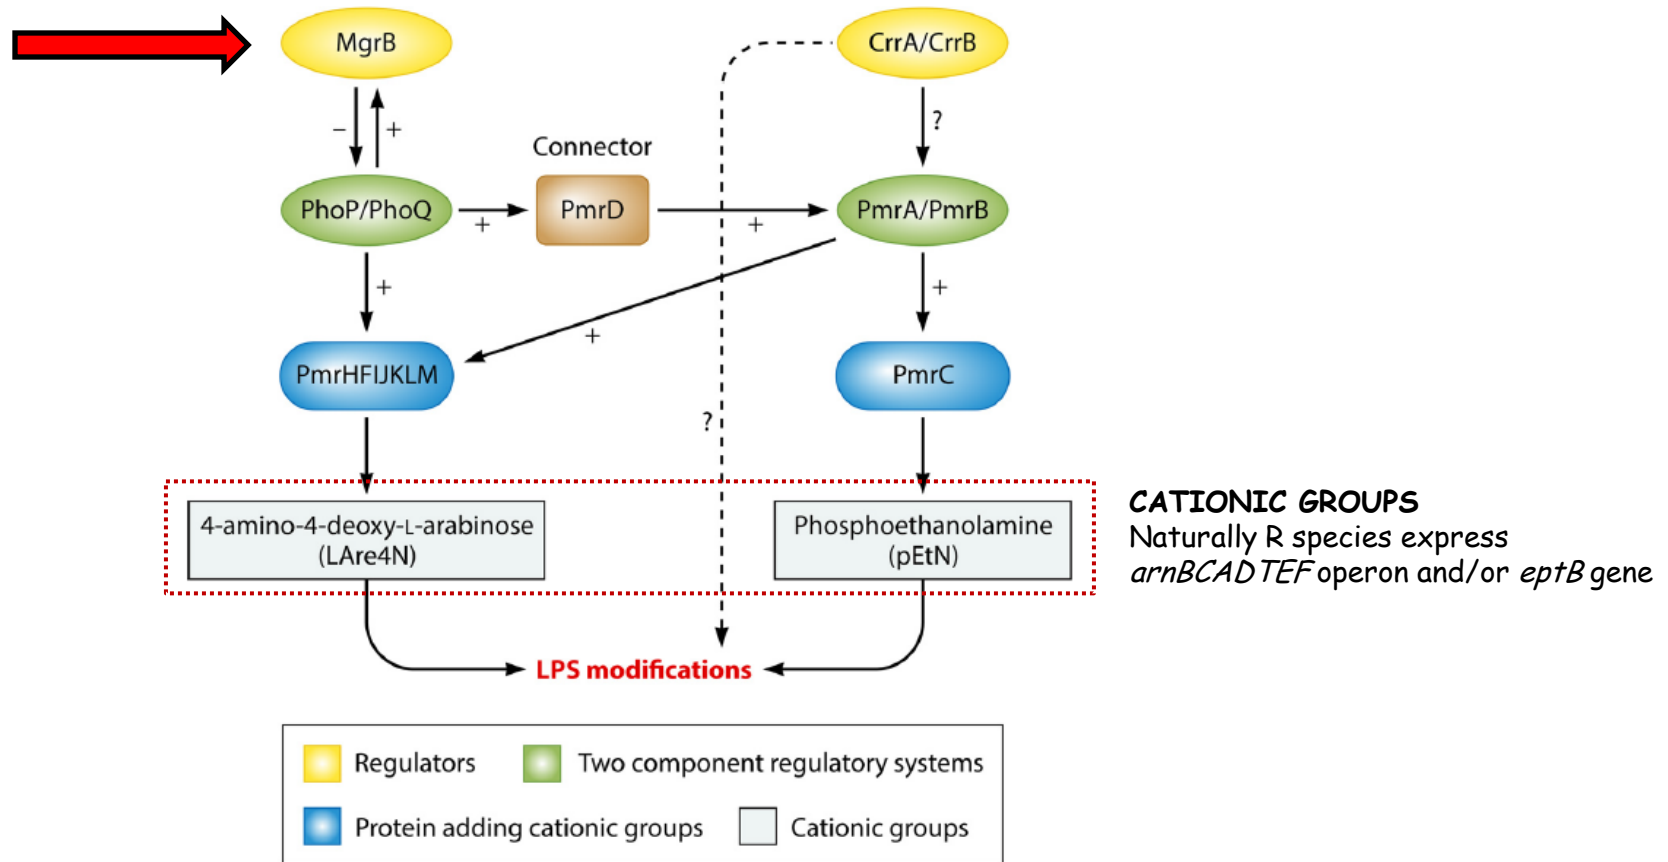 MgrB
CrrA/CrrB
–
+
?
Connector
PhoP/PhoQ
+
PmrD
+
PmrA/PmrB
+
+
+
PmrHFIJKLM
PmrC
?
4-amino-4-deoxy-L-arabinose
(LAre4N)
Phosphoethanolamine
(pEtN)
CATIONIC GROUPS
Naturally R species express
arnBCADTEF operon and/or eptB gene
LPS modifications
Regulators
Two component regulatory systems
Protein adding cationic groups
Cationic groups